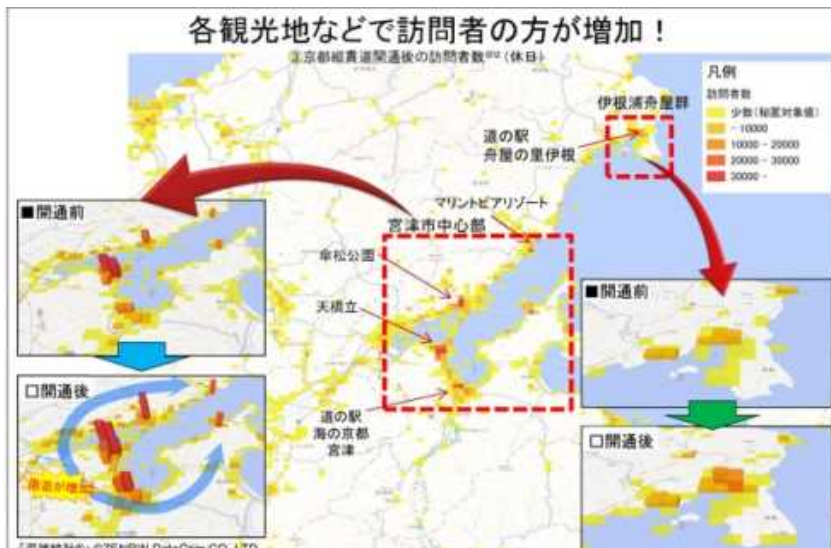 各観光地などで訪問者の方が増加！
京都縦貫道開通後の訪問者数 (休日)
凡例
訪問者数
少数(秘匿対象値)
-10000
10000-20000
20000-30000
30000-
伊根浦舟屋群
道の駅
舟屋の里伊根
マリントピアリゾート
宮津市中心部
傘松公園
天橋立
道の駅
海の京都
宮津
■開通前
□開通後
■開通前
□開通後